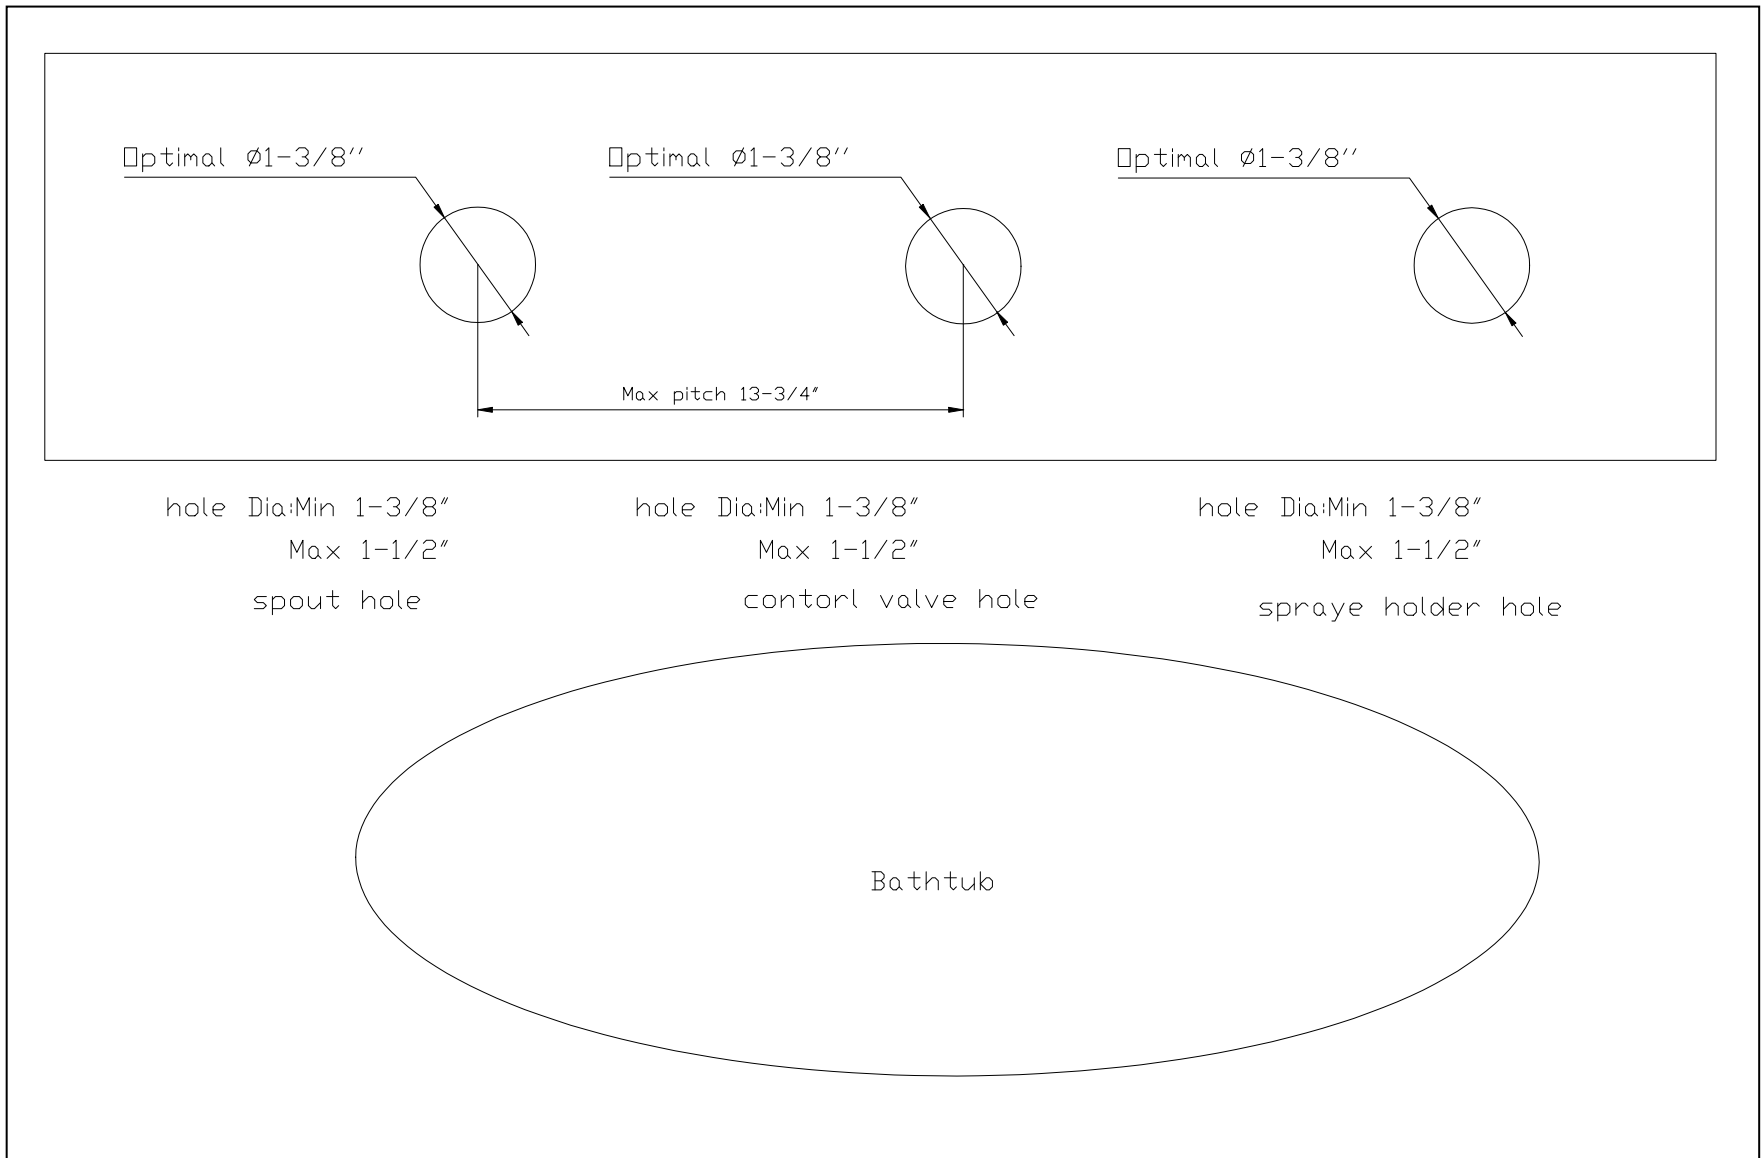 Optimal Ø1-3/8''
Optimal Ø1-3/8''
Optimal Ø1-3/8''
Max pitch 13-3/4"
hole Dia:Min 1-3/8"
Max 1-1/2"
spout hole
hole Dia:Min 1-3/8"
Max 1-1/2"
contorl valve hole
hole Dia:Min 1-3/8"
Max 1-1/2"
spraye holder hole
Bathtub